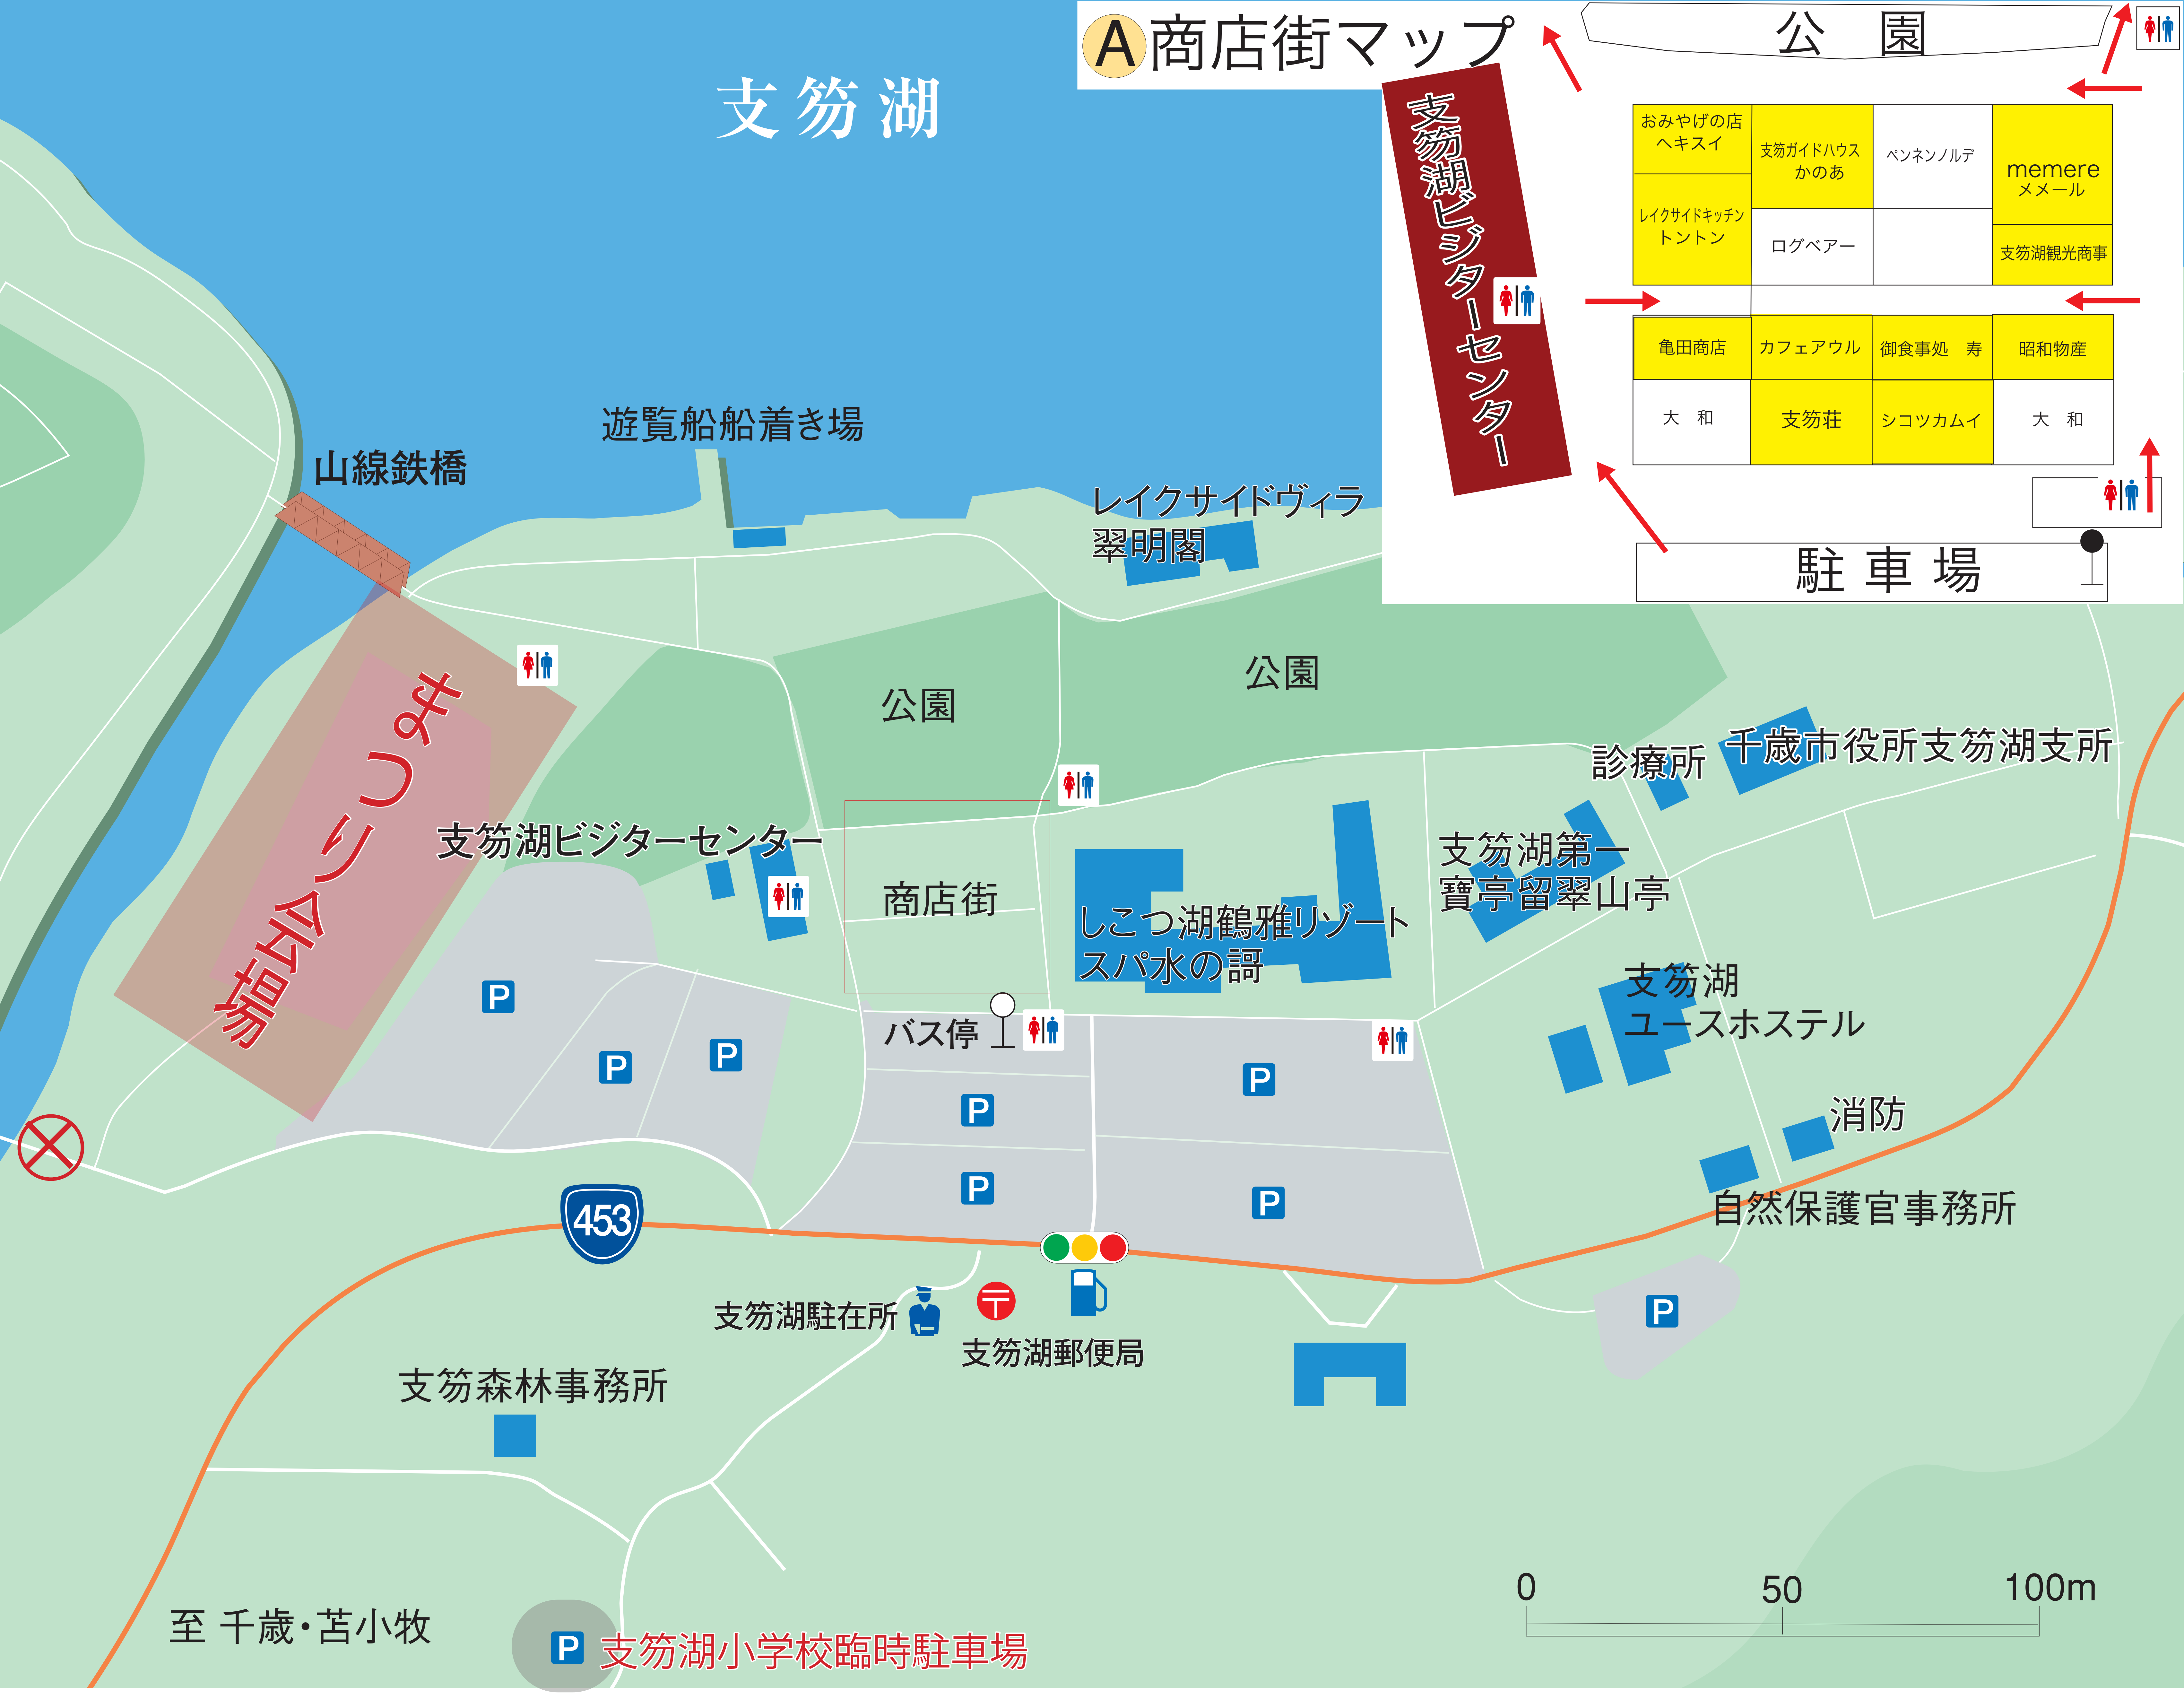 A 商店街マップ
支笏湖
公 園
支笏湖ビジターセンター
おみやげの店
ヘキスイ
支笏ガイドハウス
かのあ
ペンネンノルデ
memere
メメール
レイクサイドキッチン
トントン
ログベアー
支笏湖観光商事
亀田商店
カフェアウル
御食事処 寿
昭和物産
大 和
支笏荘
シコツカムイ
大 和
駐車場
遊覧船船着き場
山線鉄橋
レイクサイドヴィラ
翠明閣
まつり会場
公園
公園
診療所
千歳市役所支笏湖支所
支笏湖ビジターセンター
商店街
しこつ湖鶴雅リゾート
スパ水の謌
支笏湖第一
寶亭留翠山亭
支笏湖
ユースホステル
バス停
P
P
P
P
P
P
P
消防
自然保護官事務所
453
支笏湖駐在所
〒
支笏湖郵便局
P
支笏森林事務所
0
50
100m
至 千歳・苫小牧
P
支笏湖小学校臨時駐車場